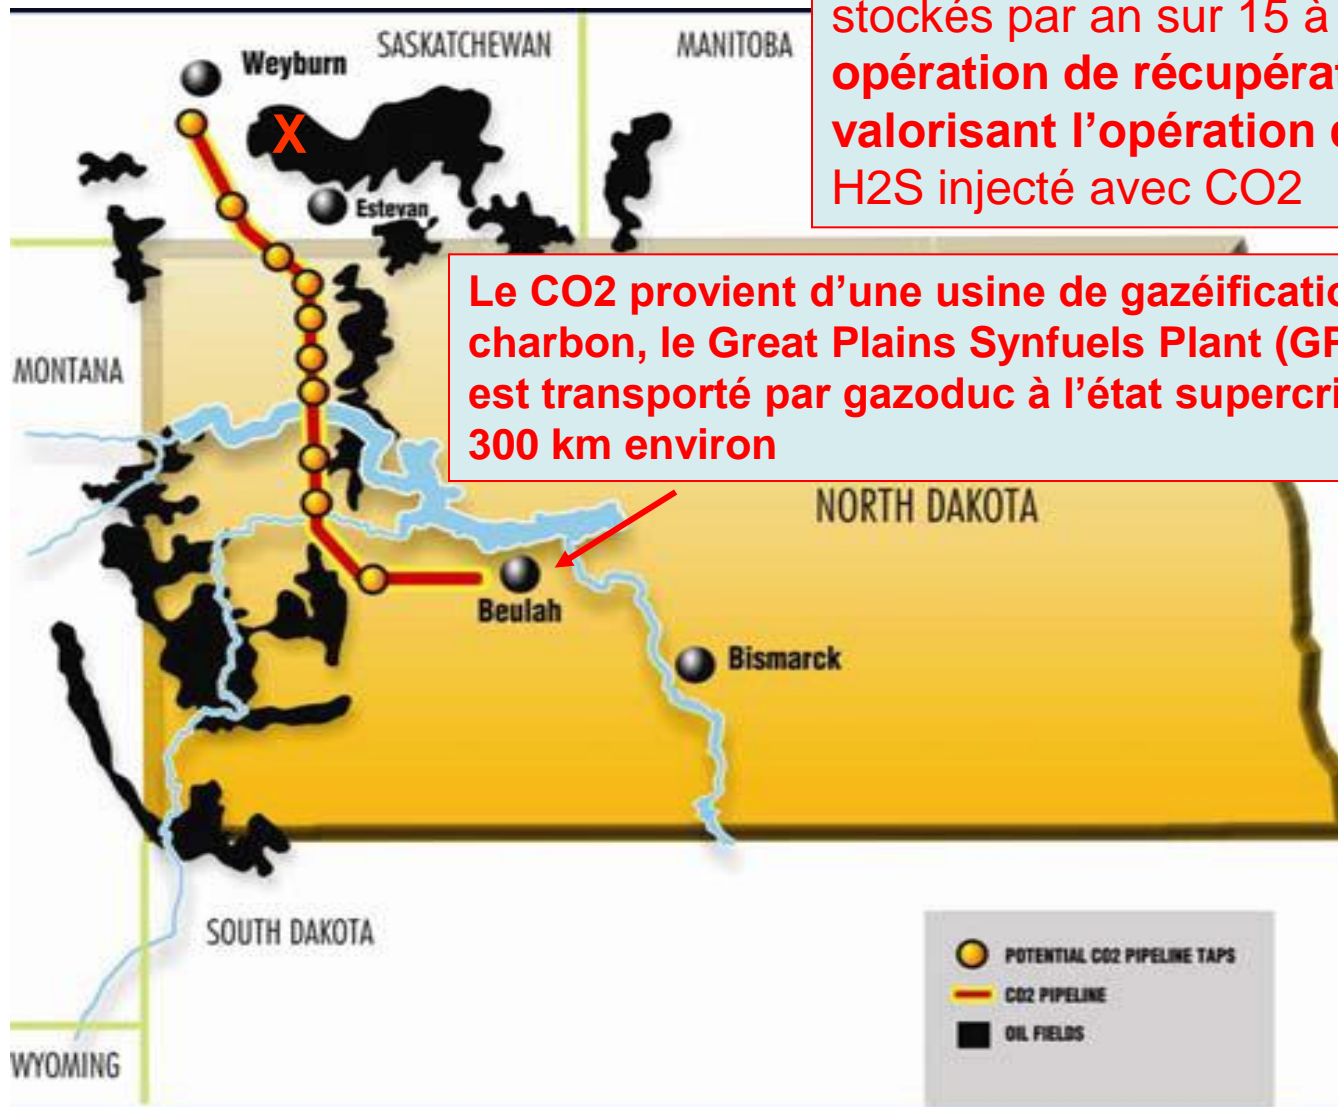 stockés par an sur 15 à
opération de récupérat
valorisant l’opération
H2S injecté avec CO2
SASKATCHEWAN
MANITOBA
Weyburn
X
Estevan
Le CO2 provient d’une usine de gazéificatio
charbon, le Great Plains Synfuels Plant (GP
est transporté par gazoduc à l’état supercri
300 km environ
MONTANA
NORTH DAKOTA
Beulah
Bismarck
SOUTH DAKOTA
POTENTIAL CO2 PIPELINE TAPS
CO2 PIPELINE
OIL FIELDS
WYOMING